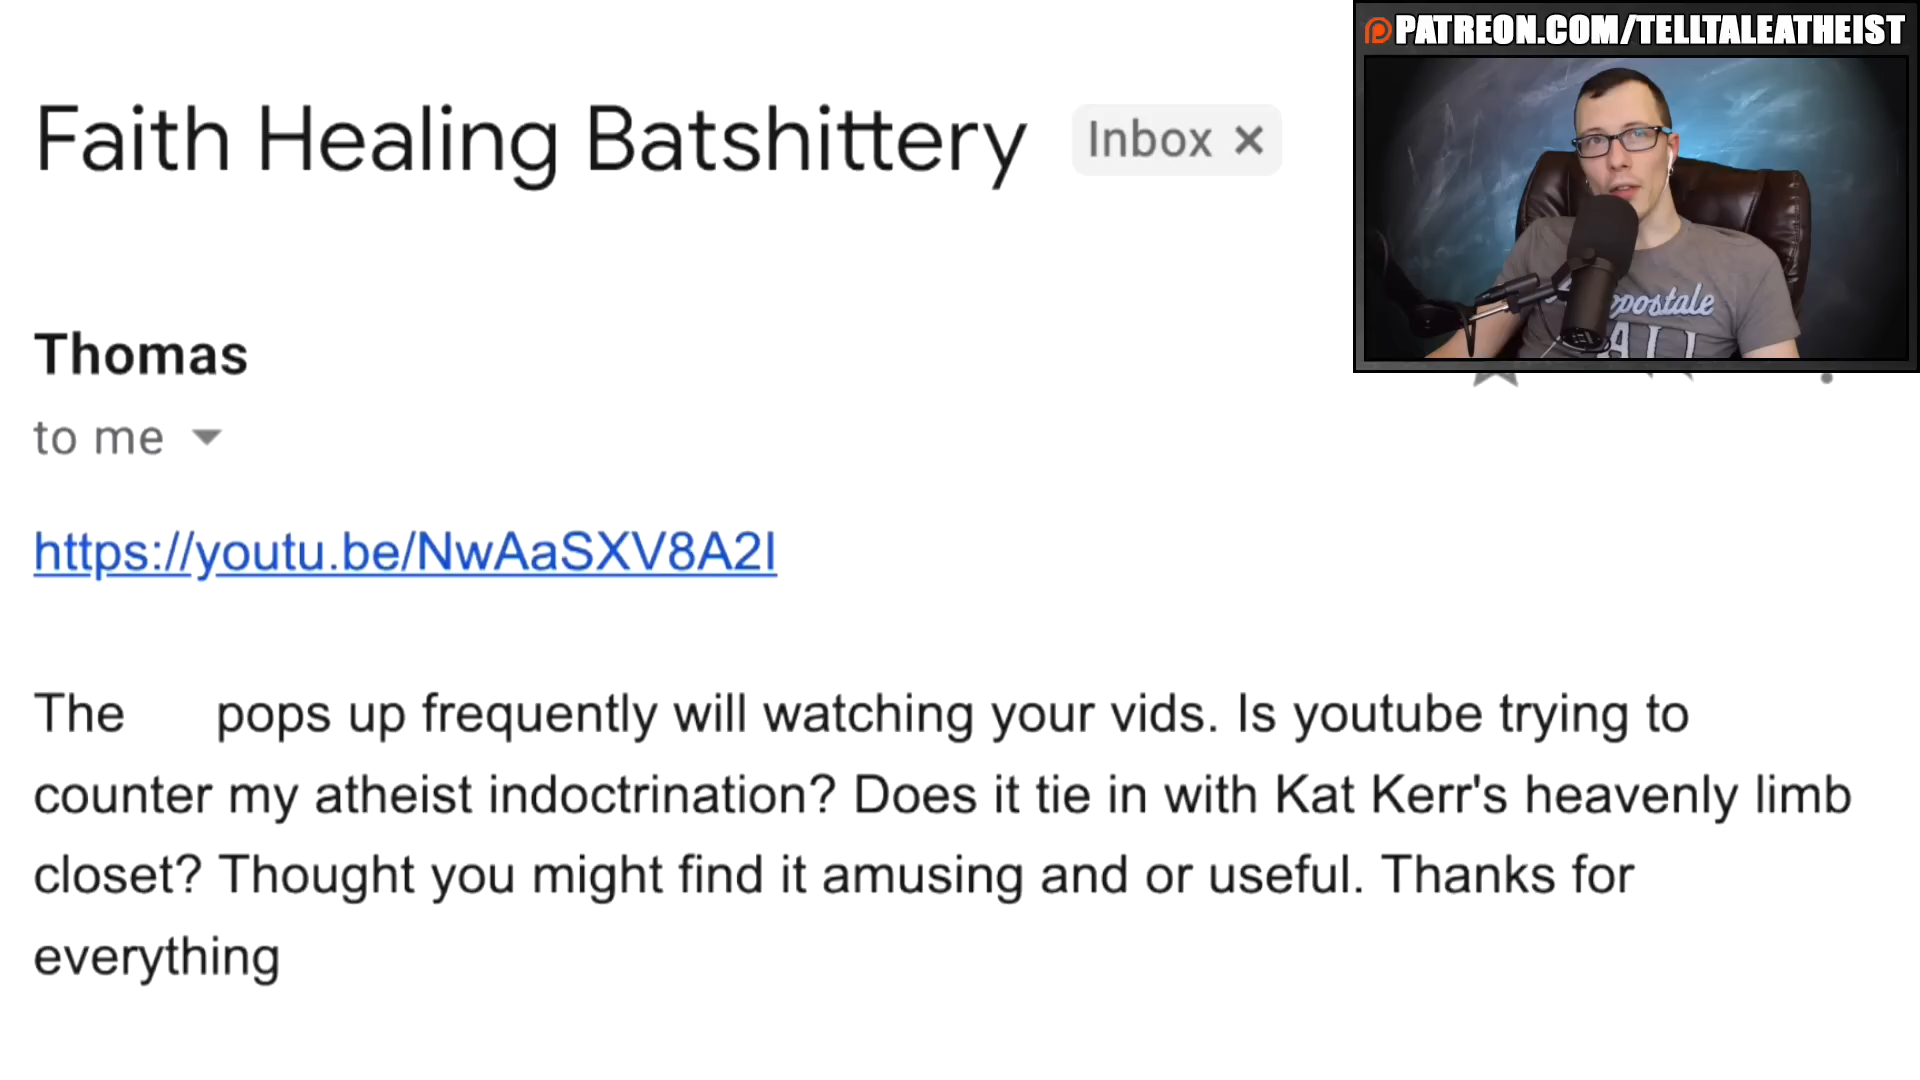 PATREON.COM/TELLTALEATHEIST
Faith Healing Batshittery Inbox ×
Thomas
to me
https://youtu.be/NwAaSXV8A2I
The pops up frequently will watching your vids. Is youtube trying to
counter my atheist indoctrination? Does it tie in with Kat Kerr's heavenly limb
closet? Thought you might find it amusing and or useful. Thanks for
everything